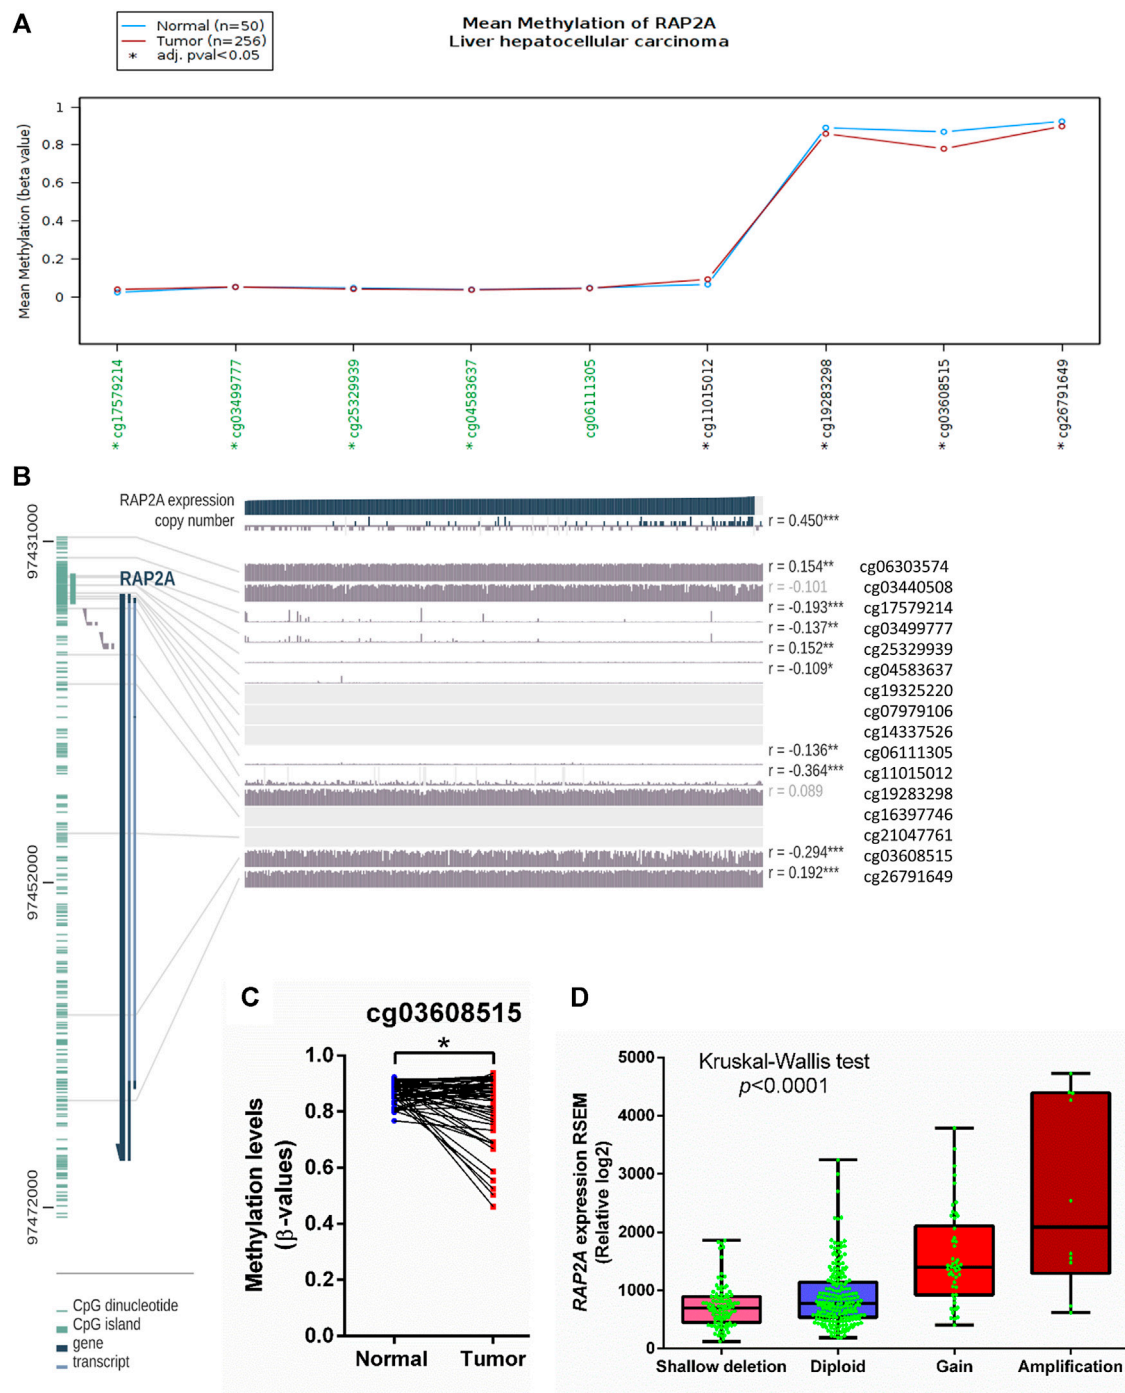 A
Normal (n=50)
Tumor (n=256)
* adj. pval<0.05
Mean Methylation of RAP2A
Liver hepatocellular carcinoma
Mean Methylation (beta value)
1
0.8
0.6
0.4
0.2
0
* cg17579214
* cg03499777
* cg25329939
* cg04583637
cg06111305
* cg11015012
* cg19283298
* cg03608515
* cg26791649
B
RAP2A expression
copy number
r = 0.450***
97431000
97452000
97472000
RAP2A
r = 0.154** cg06303574
r = -0.101 cg03440508
r = -0.193*** cg17579214
r = -0.137** cg03499777
r = 0.152** cg25329939
r = -0.109* cg04583637
cg19325220
cg07979106
cg14337526
r = -0.136** cg06111305
r = -0.364*** cg11015012
r = 0.089 cg19283298
cg16397746
cg21047761
r = -0.294*** cg03608515
r = 0.192*** cg26791649
CpG dinucleotide
CpG island
gene
transcript
C
cg03608515
*
Methylation levels
(β-values)
1.0
0.8
0.6
0.4
0.2
0.0
Normal Tumor
D
Kruskal-Wallis test
p<0.0001
RAP2A expression RSEM
(Relative log2)
5000
4000
3000
2000
1000
0
Shallow deletion Diploid Gain Amplification